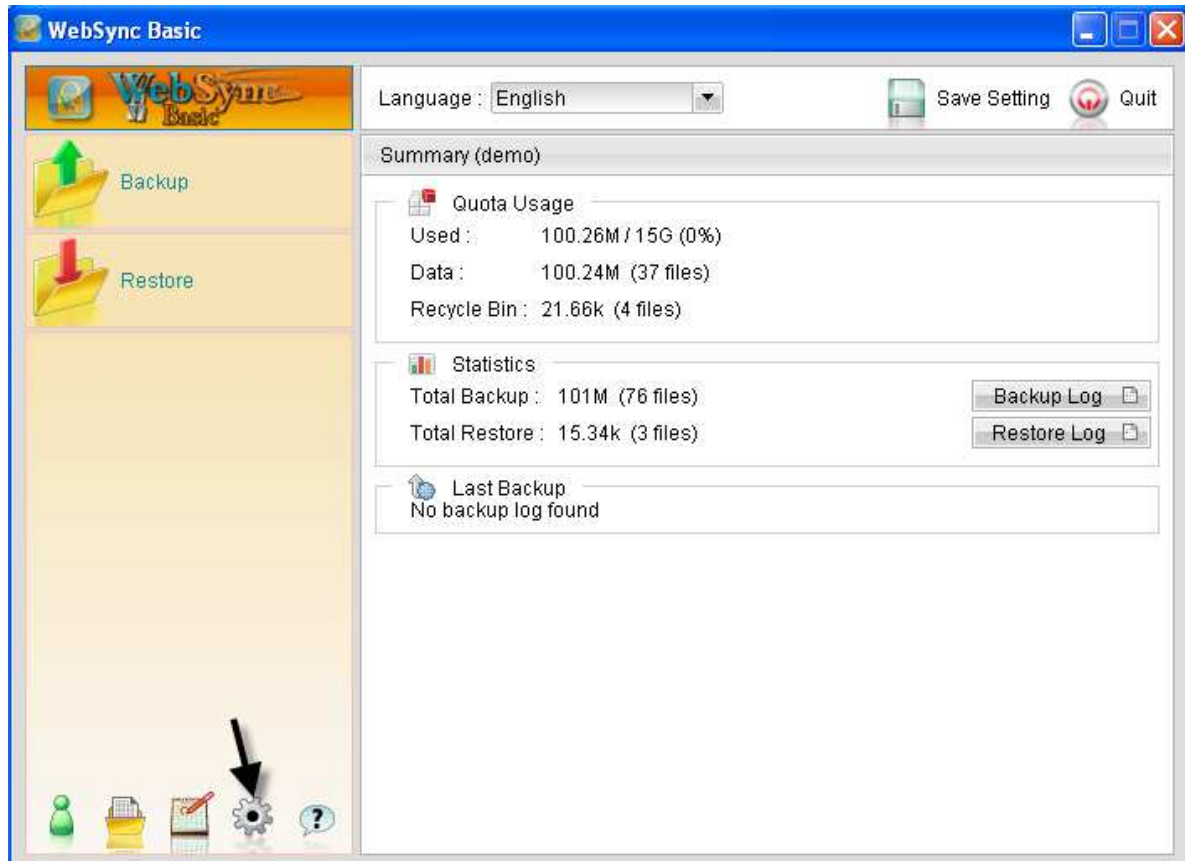 WebSync Basic
WebSync
Basic
Language : English
Save Setting
Quit
Backup
Restore
Summary (demo)
Quota Usage
Used : 100.26M / 15G (0%)
Data : 100.24M (37 files)
Recycle Bin : 21.66k (4 files)
Statistics
Total Backup : 101M (76 files)
Backup Log
Total Restore : 15.34k (3 files)
Restore Log
Last Backup
No backup log found
?